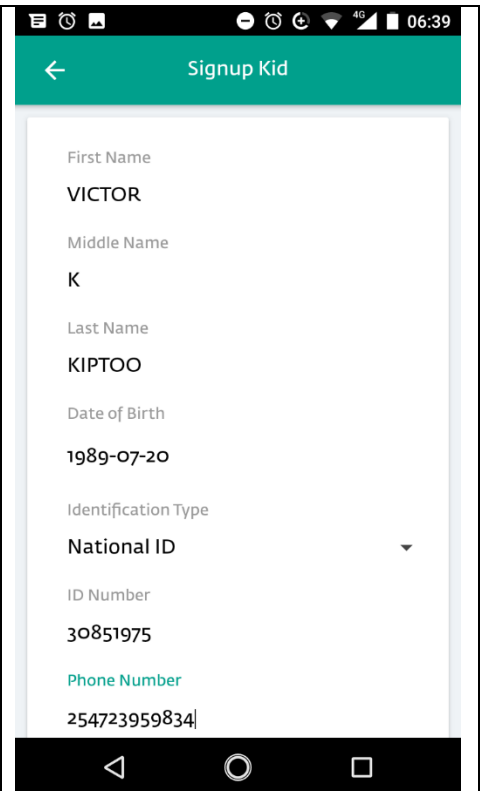 4G 06:39
Signup Kid
First Name
VICTOR
Middle Name
K
Last Name
KIPTOO
Date of Birth
1989-07-20
Identification Type
National ID
ID Number
30851975
Phone Number
254723959834